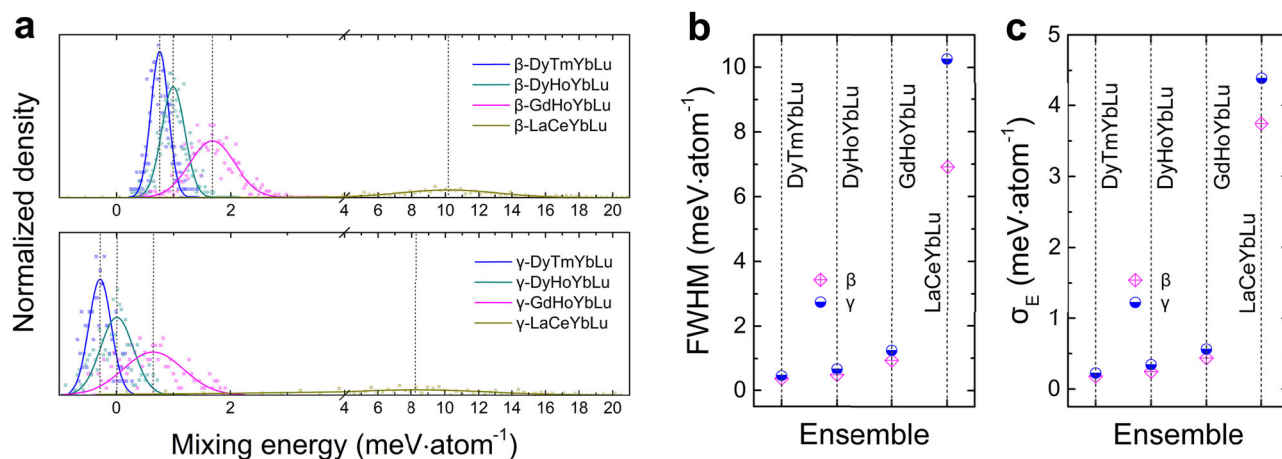 a
Normalized density
β-DyTmYbLu
β-DyHoYbLu
β-GdHoYbLu
β-LaCeYbLu
0 2 4 6 8 10 12 14 16 18 20
γ-DyTmYbLu
γ-DyHoYbLu
γ-GdHoYbLu
γ-LaCeYbLu
0 2 4 6 8 10 12 14 16 18 20
Mixing energy (meV·atom⁻¹)
b
FWHM (meV·atom⁻¹)
10
8
6
4
2
0
DyTmYbLu
DyHoYbLu
GdHoYbLu
LaCeYbLu
β
γ
Ensemble
c
σE (meV·atom⁻¹)
5
4
3
2
1
0
DyTmYbLu
DyHoYbLu
GdHoYbLu
LaCeYbLu
β
γ
Ensemble